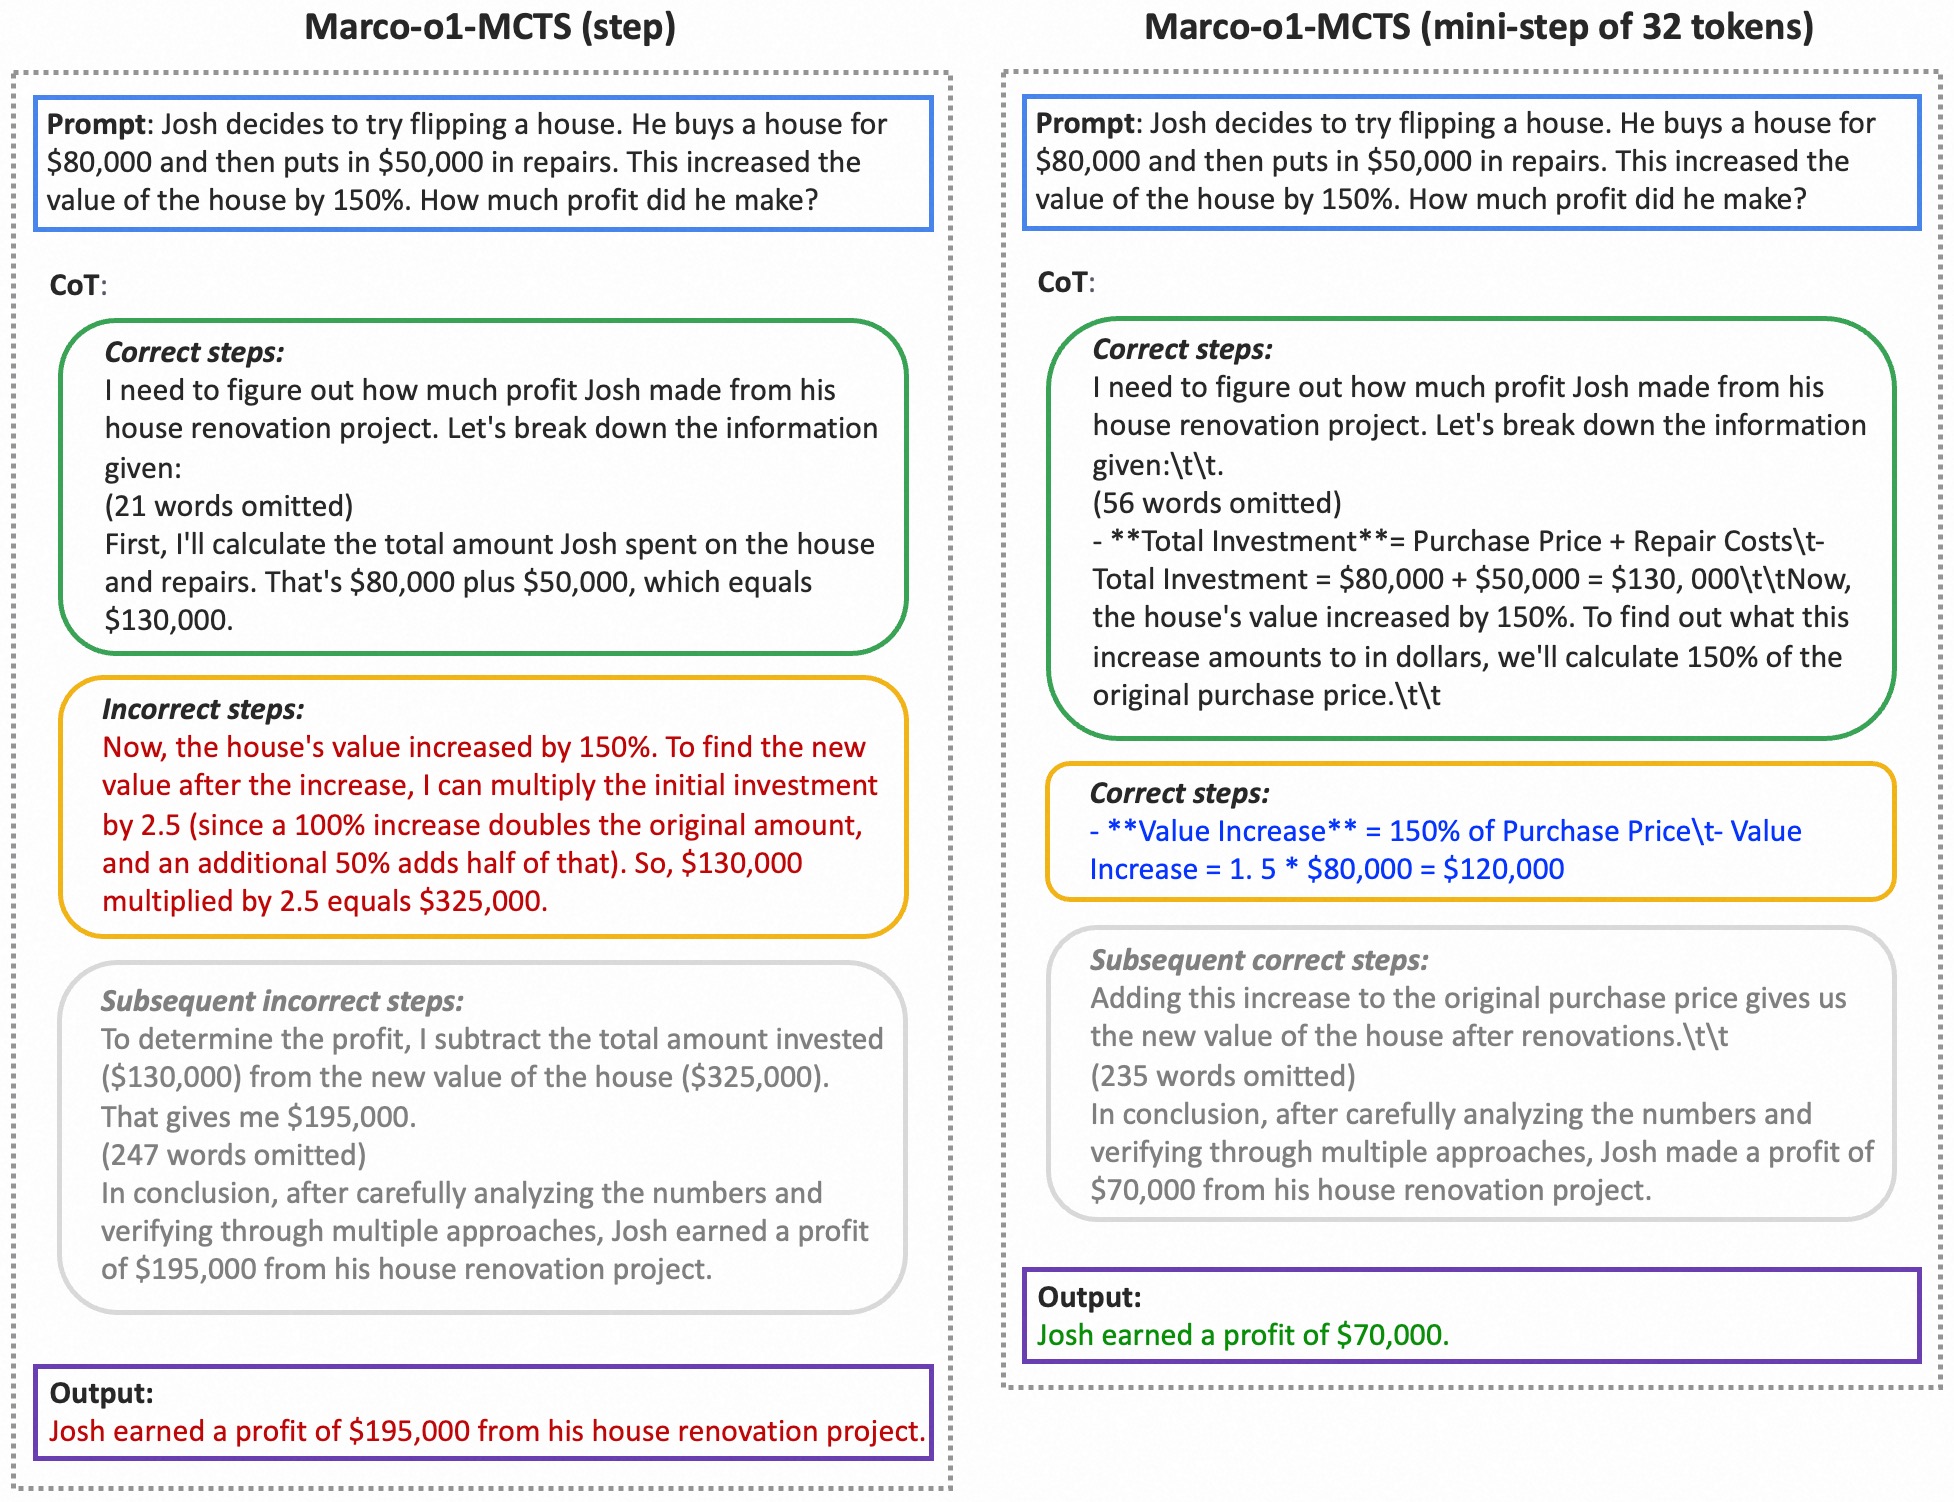 Marco-o1-MCTS (step)
Prompt: Josh decides to try flipping a house. He buys a house for
$80,000 and then puts in $50,000 in repairs. This increased the
value of the house by 150%. How much profit did he make?
CoT:
Correct steps:
I need to figure out how much profit Josh made from his
house renovation project. Let's break down the information
given:
(21 words omitted)
First, I'll calculate the total amount Josh spent on the house
and repairs. That's $80,000 plus $50,000, which equals
$130,000.
Incorrect steps:
Now, the house's value increased by 150%. To find the new
value after the increase, I can multiply the initial investment
by 2.5 (since a 100% increase doubles the original amount,
and an additional 50% adds half of that). So, $130,000
multiplied by 2.5 equals $325,000.
Subsequent incorrect steps:
To determine the profit, I subtract the total amount invested
($130,000) from the new value of the house ($325,000).
That gives me $195,000.
(247 words omitted)
In conclusion, after carefully analyzing the numbers and
verifying through multiple approaches, Josh earned a profit
of $195,000 from his house renovation project.
Output:
Josh earned a profit of $195,000 from his house renovation project.
Marco-o1-MCTS (mini-step of 32 tokens)
Prompt: Josh decides to try flipping a house. He buys a house for
$80,000 and then puts in $50,000 in repairs. This increased the
value of the house by 150%. How much profit did he make?
CoT:
Correct steps:
I need to figure out how much profit Josh made from his
house renovation project. Let's break down the information
given:\t\t.
(56 words omitted)
- **Total Investment**= Purchase Price + Repair Costs\t-
Total Investment = $80,000 + $50,000 = $130, 000\t\tNow,
the house's value increased by 150%. To find out what this
increase amounts to in dollars, we'll calculate 150% of the
original purchase price.\t\t
Correct steps:
- **Value Increase** = 150% of Purchase Price\t- Value
Increase = 1. 5 * $80,000 = $120,000
Subsequent correct steps:
Adding this increase to the original purchase price gives us
the new value of the house after renovations.\t\t
(235 words omitted)
In conclusion, after carefully analyzing the numbers and
verifying through multiple approaches, Josh made a profit of
$70,000 from his house renovation project.
Output:
Josh earned a profit of $70,000.